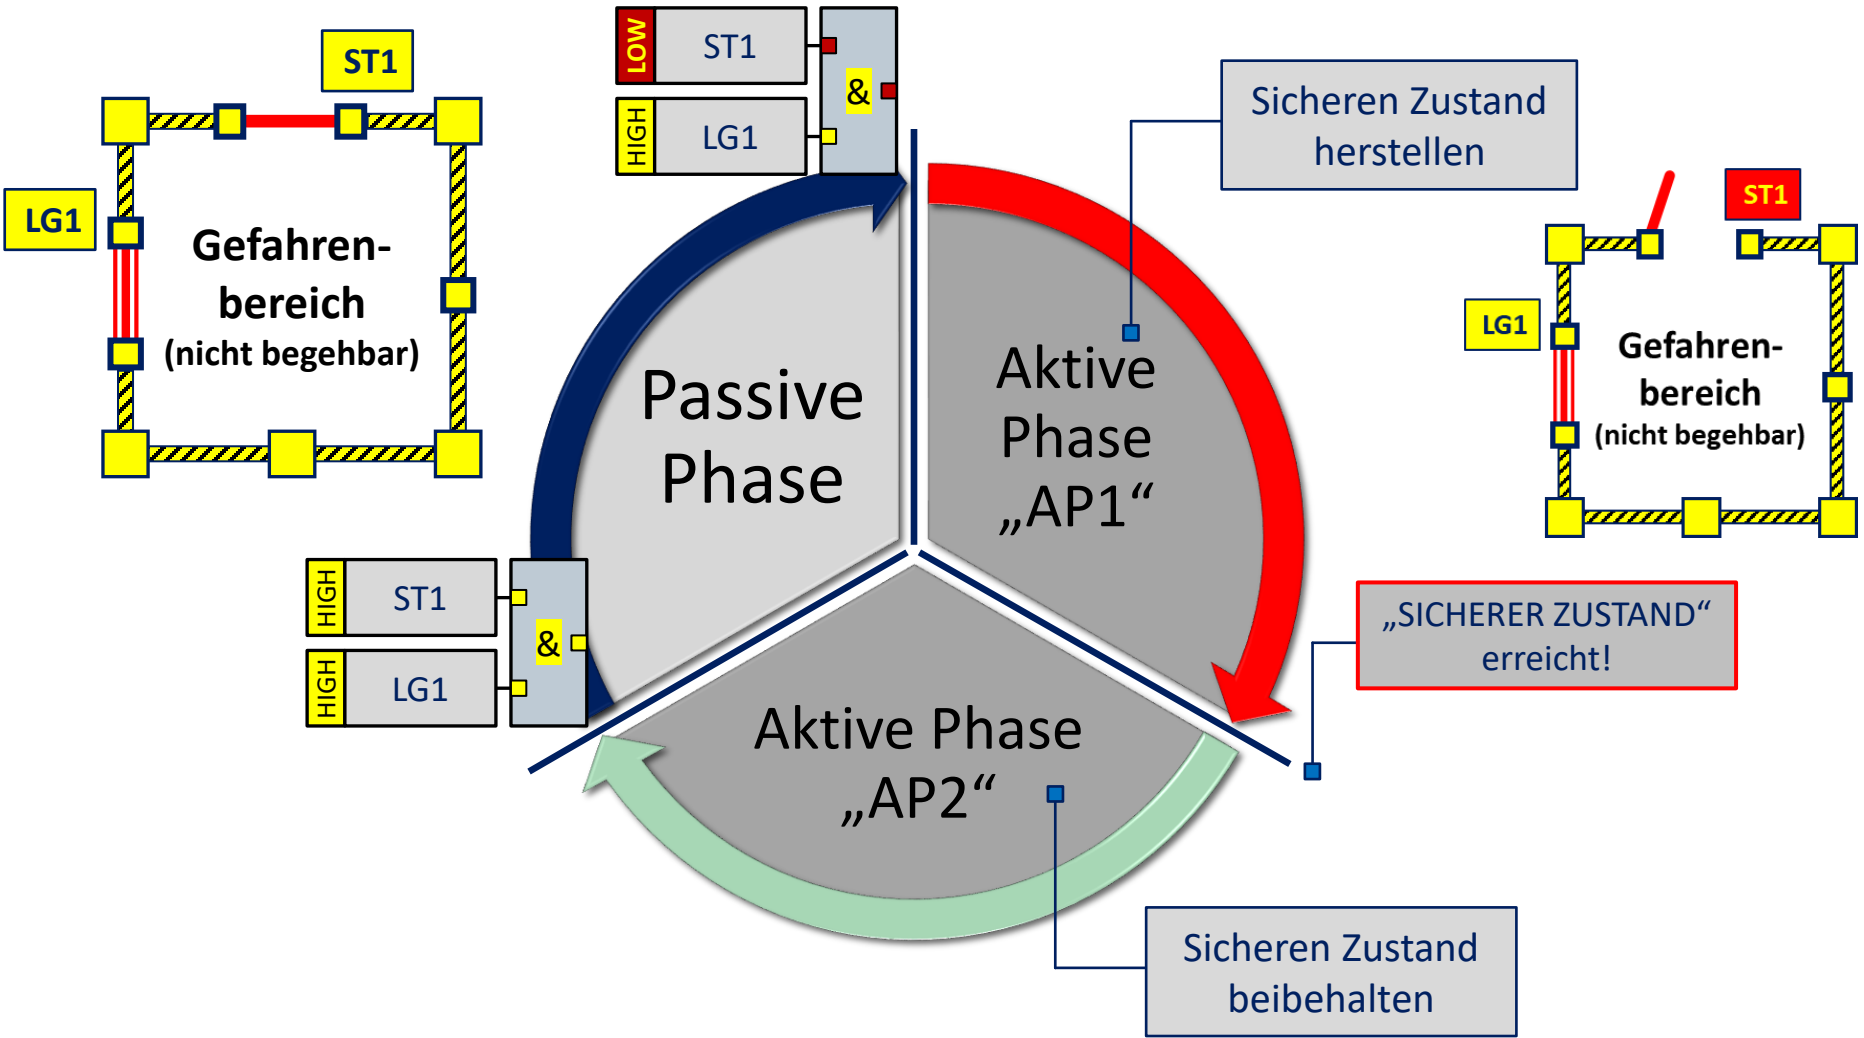 ST1
LG1
Gefahren-
bereich
(nicht begehbar)
LOW
ST1
HIGH
LG1
&
Sicheren Zustand
herstellen
ST1
LG1
Gefahren-
bereich
(nicht begehbar)
Passive
Phase
Aktive
Phase
„AP1“
HIGH
ST1
HIGH
LG1
&
„SICHERER ZUSTAND“
erreicht!
Aktive Phase
„AP2“
Sicheren Zustand
beibehalten